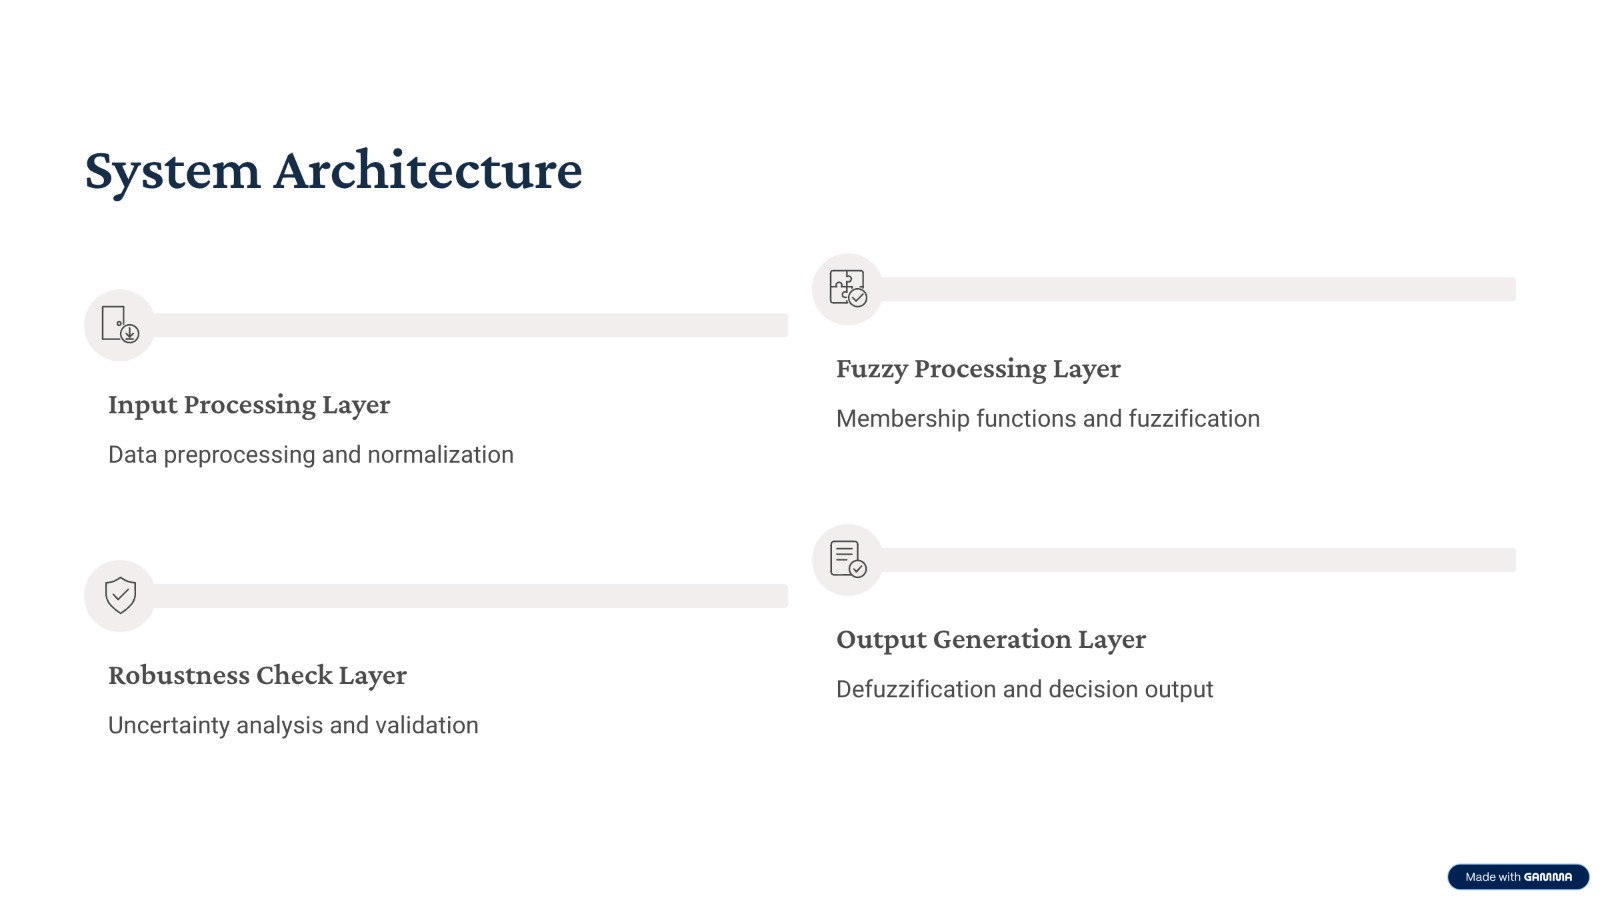 System Architecture
Input Processing Layer
Data preprocessing and normalization
Fuzzy Processing Layer
Membership functions and fuzzification
Robustness Check Layer
Uncertainty analysis and validation
Output Generation Layer
Defuzzification and decision output
Made with GAMMA